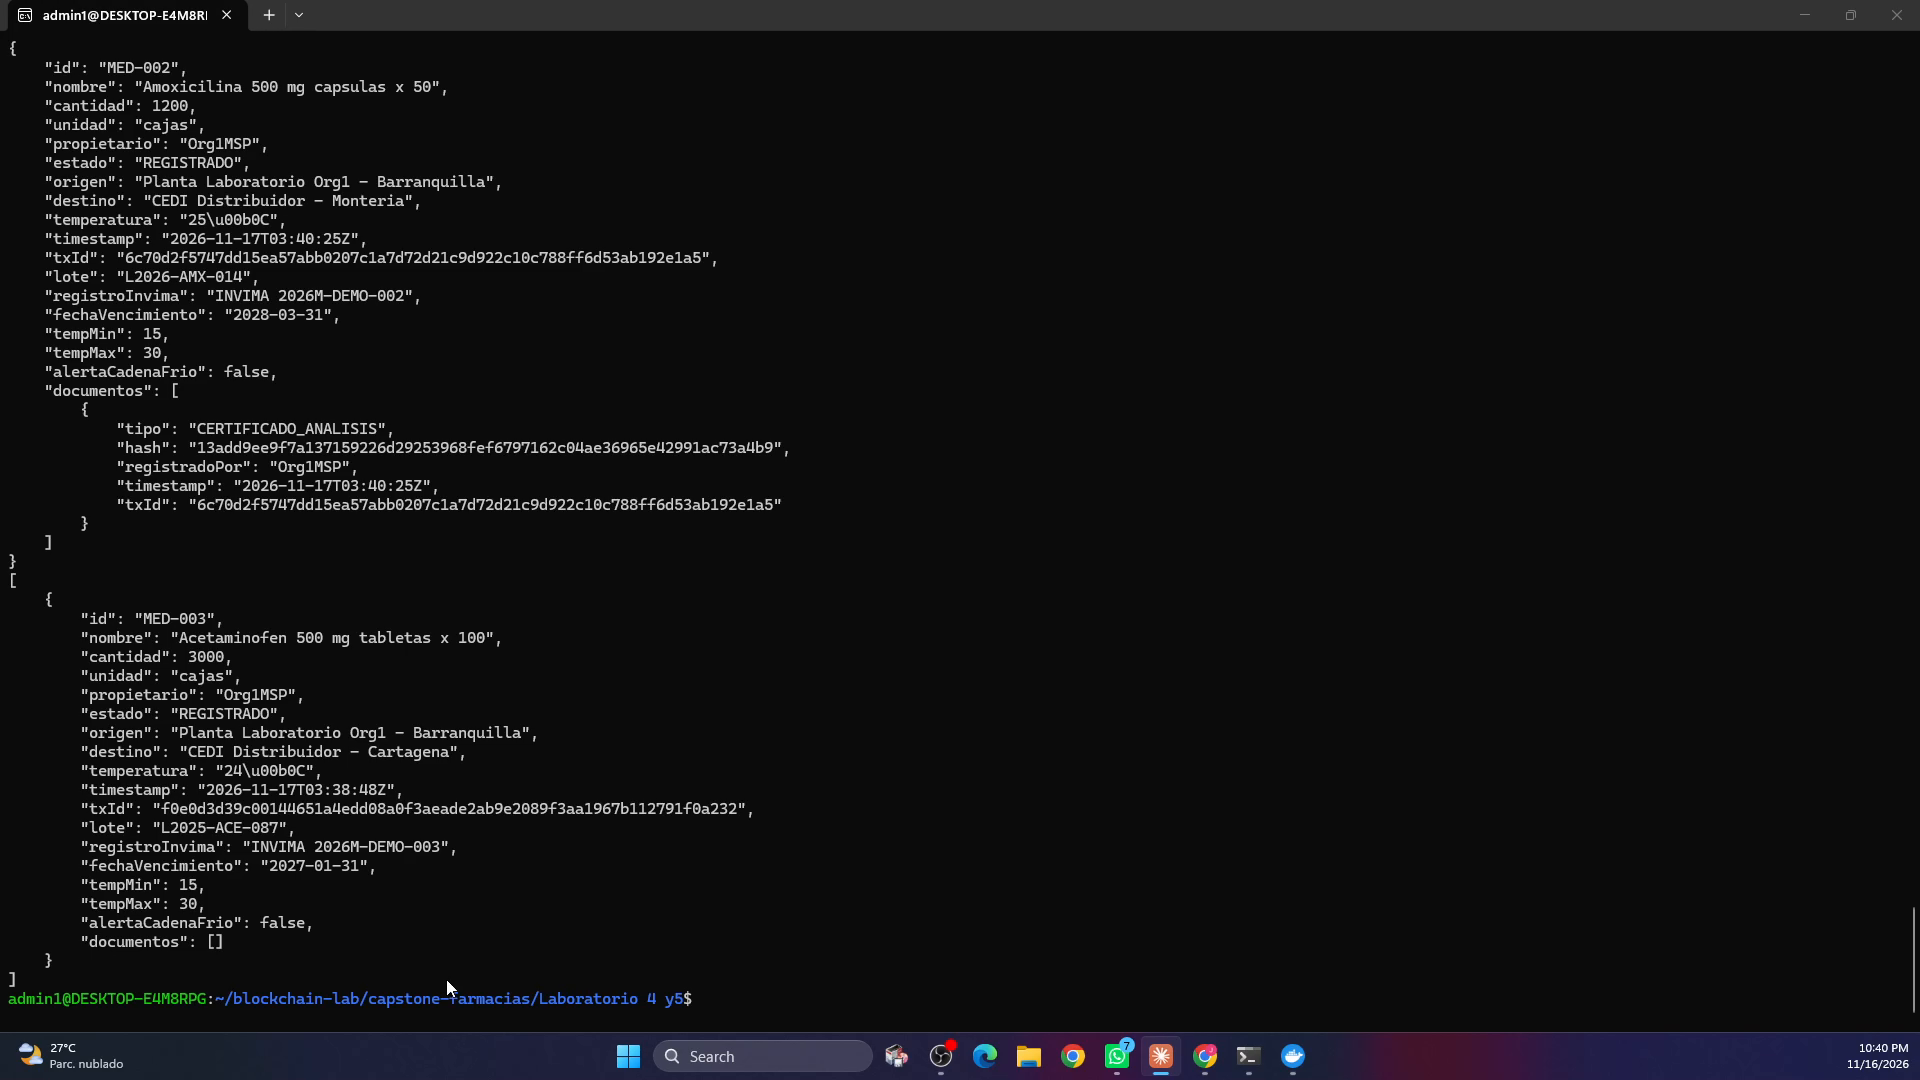 admin1@DESKTOP-E4M8RI
{
    "id": "MED-002",
    "nombre": "Amoxicilina 500 mg capsulas x 50",
    "cantidad": 1200,
    "unidad": "cajas",
    "propietario": "Org1MSP",
    "estado": "REGISTRADO",
    "origen": "Planta Laboratorio Org1 - Barranquilla",
    "destino": "CEDI Distribuidor - Monteria",
    "temperatura": "25\u00b0C",
    "timestamp": "2026-11-17T03:40:25Z",
    "txId": "6c70d2f5747dd15ea57abb0207c1a7d72d21c9d922c10c788ff6d53ab192e1a5",
    "lote": "L2026-AMX-014",
    "registroInvima": "INVIMA 2026M-DEMO-002",
    "fechaVencimiento": "2028-03-31",
    "tempMin": 15,
    "tempMax": 30,
    "alertaCadenaFrio": false,
    "documentos": [
        {
            "tipo": "CERTIFICADO_ANALISIS",
            "hash": "13add9ee9f7a137159226d29253968fef6797162c04ae36965e42991ac73a4b9",
            "registradoPor": "Org1MSP",
            "timestamp": "2026-11-17T03:40:25Z",
            "txId": "6c70d2f5747dd15ea57abb0207c1a7d72d21c9d922c10c788ff6d53ab192e1a5"
        }
    ]
}
[
    {
        "id": "MED-003",
        "nombre": "Acetaminofen 500 mg tabletas x 100",
        "cantidad": 3000,
        "unidad": "cajas",
        "propietario": "Org1MSP",
        "estado": "REGISTRADO",
        "origen": "Planta Laboratorio Org1 - Barranquilla",
        "destino": "CEDI Distribuidor - Cartagena",
        "temperatura": "24\u00b0C",
        "timestamp": "2026-11-17T03:38:48Z",
        "txId": "f0e0d3d39c00144651a4edd08a0f3aeade2ab9e2089f3aa1967b112791f0a232",
        "lote": "L2025-ACE-087",
        "registroInvima": "INVIMA 2026M-DEMO-003",
        "fechaVencimiento": "2027-01-31",
        "tempMin": 15,
        "tempMax": 30,
        "alertaCadenaFrio": false,
        "documentos": []
    }
]
admin1@DESKTOP-E4M8RPG:~/blockchain-lab/capstone-farmacias/Laboratorio 4 y5$
27°C
Parc. nublado
Search
7
10:40 PM
11/16/2026